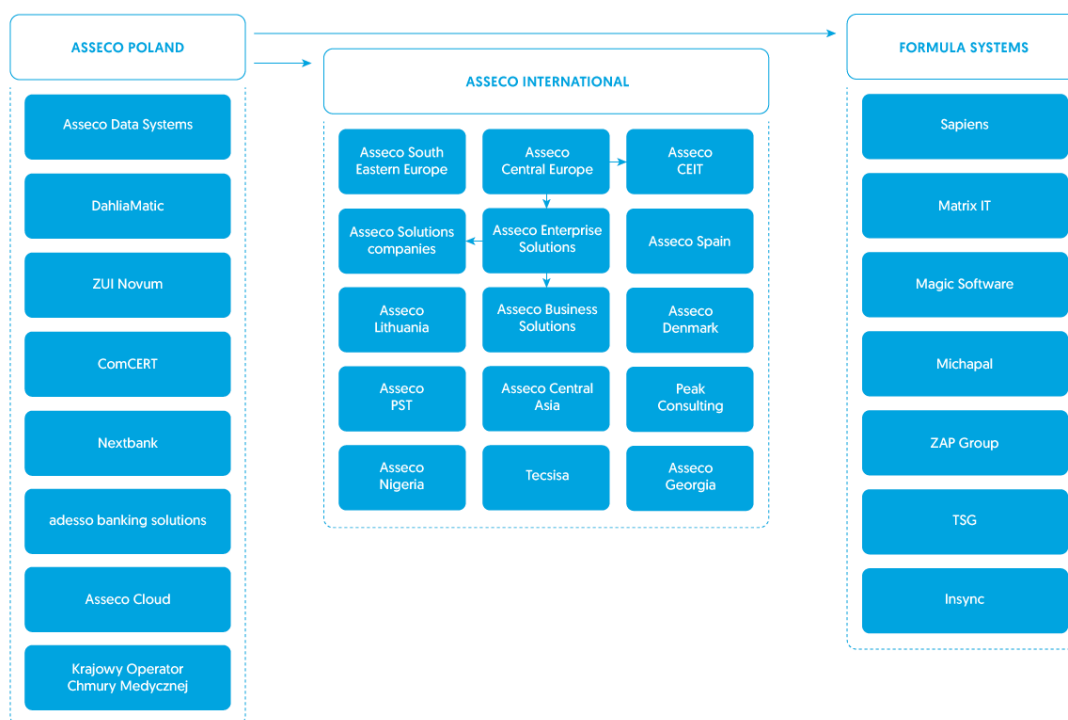 ASSECO POLAND
Asseco Data Systems
DahliaMatic
ZUI Novum
ComCERT
Nextbank
adesso banking solutions
Asseco Cloud
Krajowy Operator
Chmury Medycznej
ASSECO INTERNATIONAL
Asseco South
Eastern Europe
Asseco
Central Europe
Asseco
CEIT
Asseco Solutions
companies
Asseco Enterprise
Solutions
Asseco Spain
Asseco
Lithuania
Asseco Business
Solutions
Asseco
Denmark
Asseco
PST
Asseco Central
Asia
Peak
Consulting
Asseco
Nigeria
Tecsisa
Asseco
Georgia
FORMULA SYSTEMS
Sapiens
Matrix IT
Magic Software
Michapal
ZAP Group
TSG
Insync